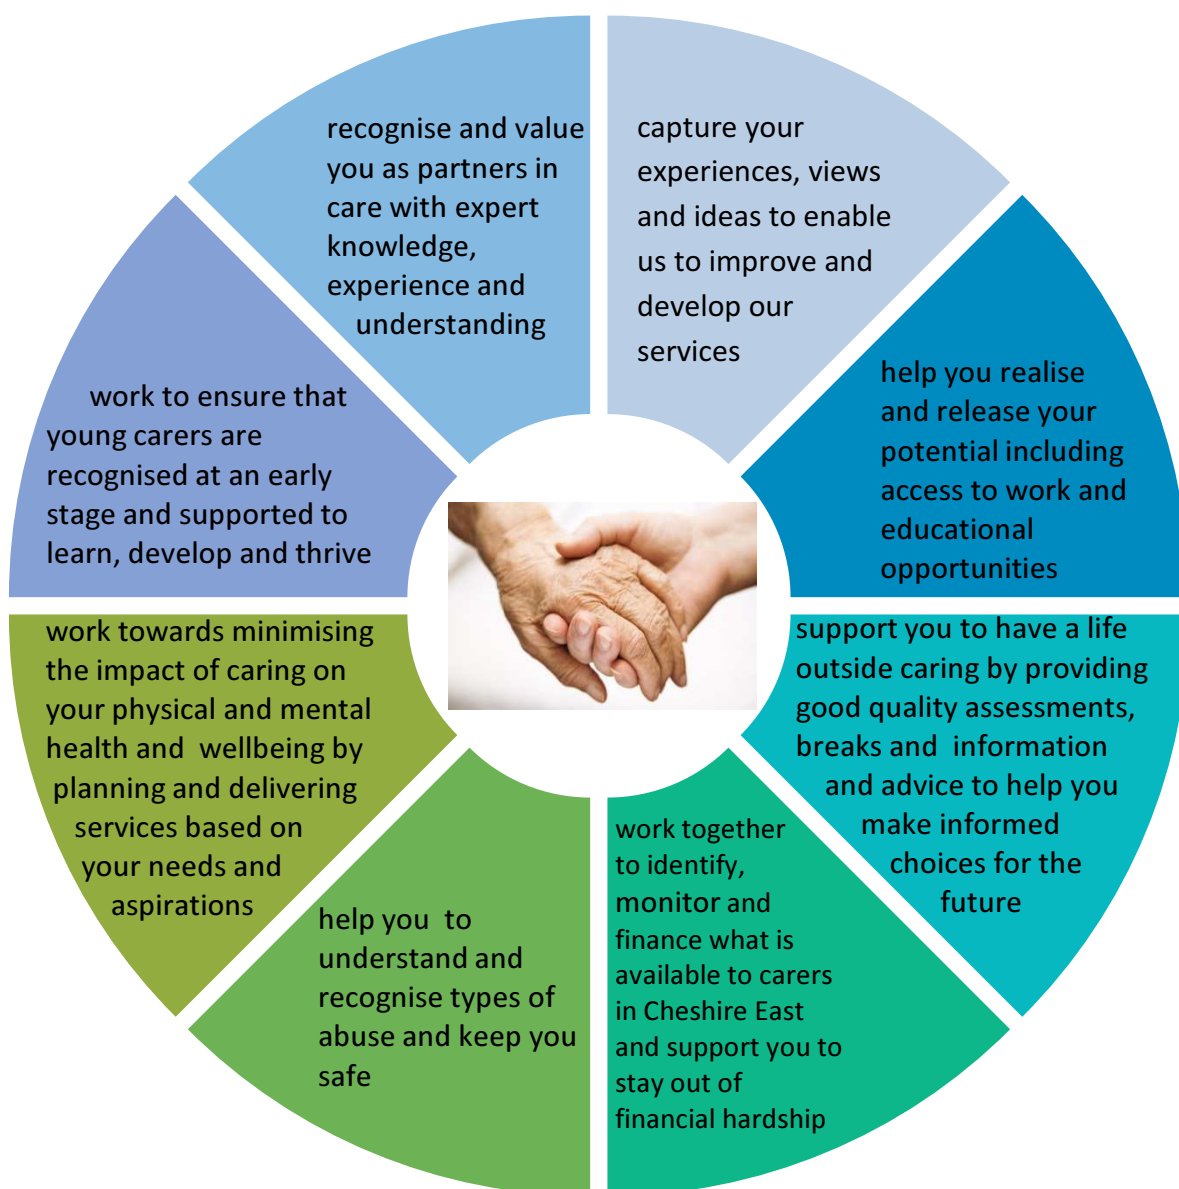 capture your
experiences, views
and ideas to enable
us to improve and
develop our
services
help you realise
and release your
potential including
access to work and
educational
opportunities
support you to have a life
outside caring by providing
good quality assessments,
breaks and information
and advice to help you
make informed
choices for the
future
work together
to identify,
monitor and
finance what is
available to carers
in Cheshire East
and support you to
stay out of
financial hardship
help you to
understand and
recognise types of
abuse and keep you
safe
work towards minimising
the impact of caring on
your physical and mental
health and wellbeing by
planning and delivering
services based on
your needs and
aspirations
work to ensure that
young carers are
recognised at an early
stage and supported to
learn, develop and thrive
recognise and value
you as partners in
care with expert
knowledge,
experience and
understanding